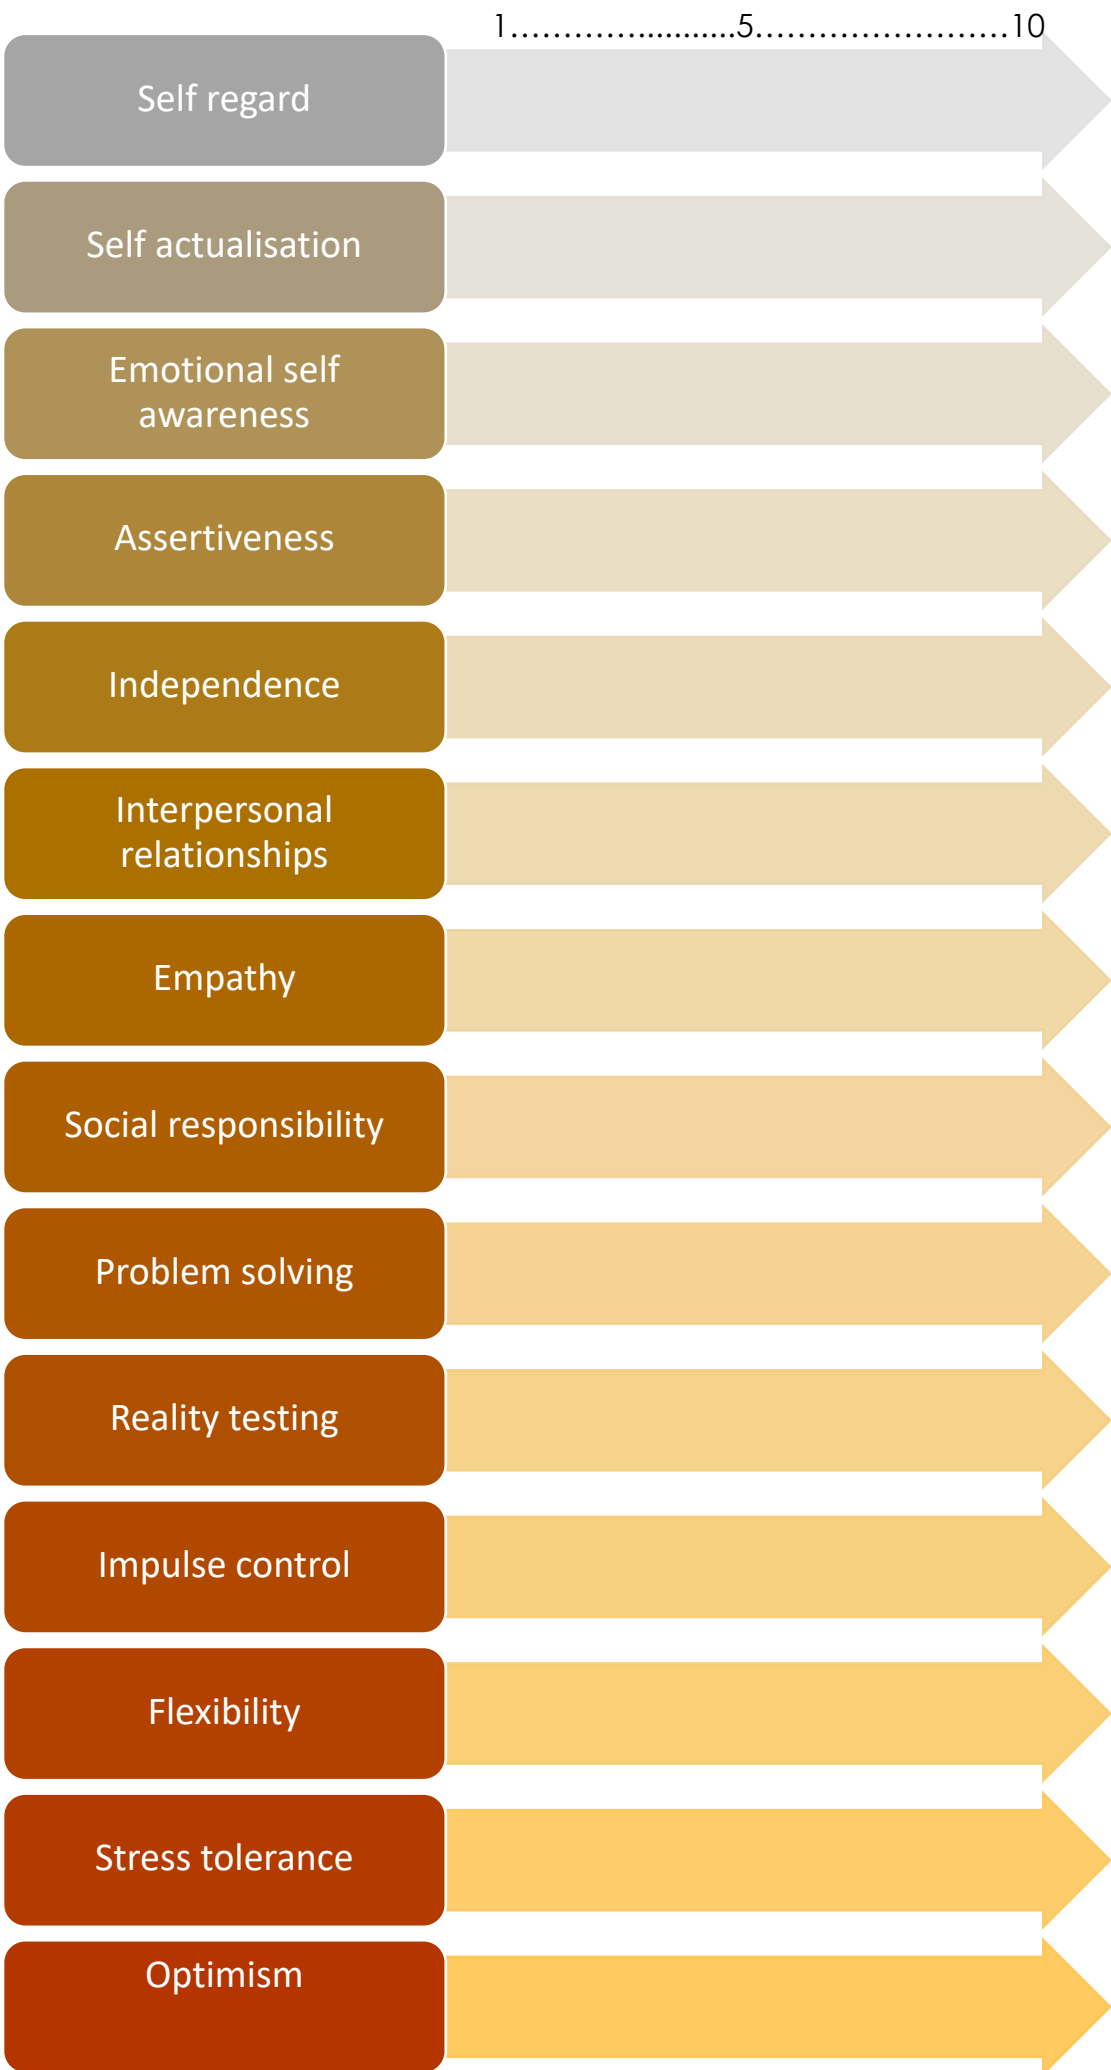 1.......................5........................10
Self regard
Self actualisation
Emotional self
awareness
Assertiveness
Independence
Interpersonal
relationships
Empathy
Social responsibility
Problem solving
Reality testing
Impulse control
Flexibility
Stress tolerance
Optimism